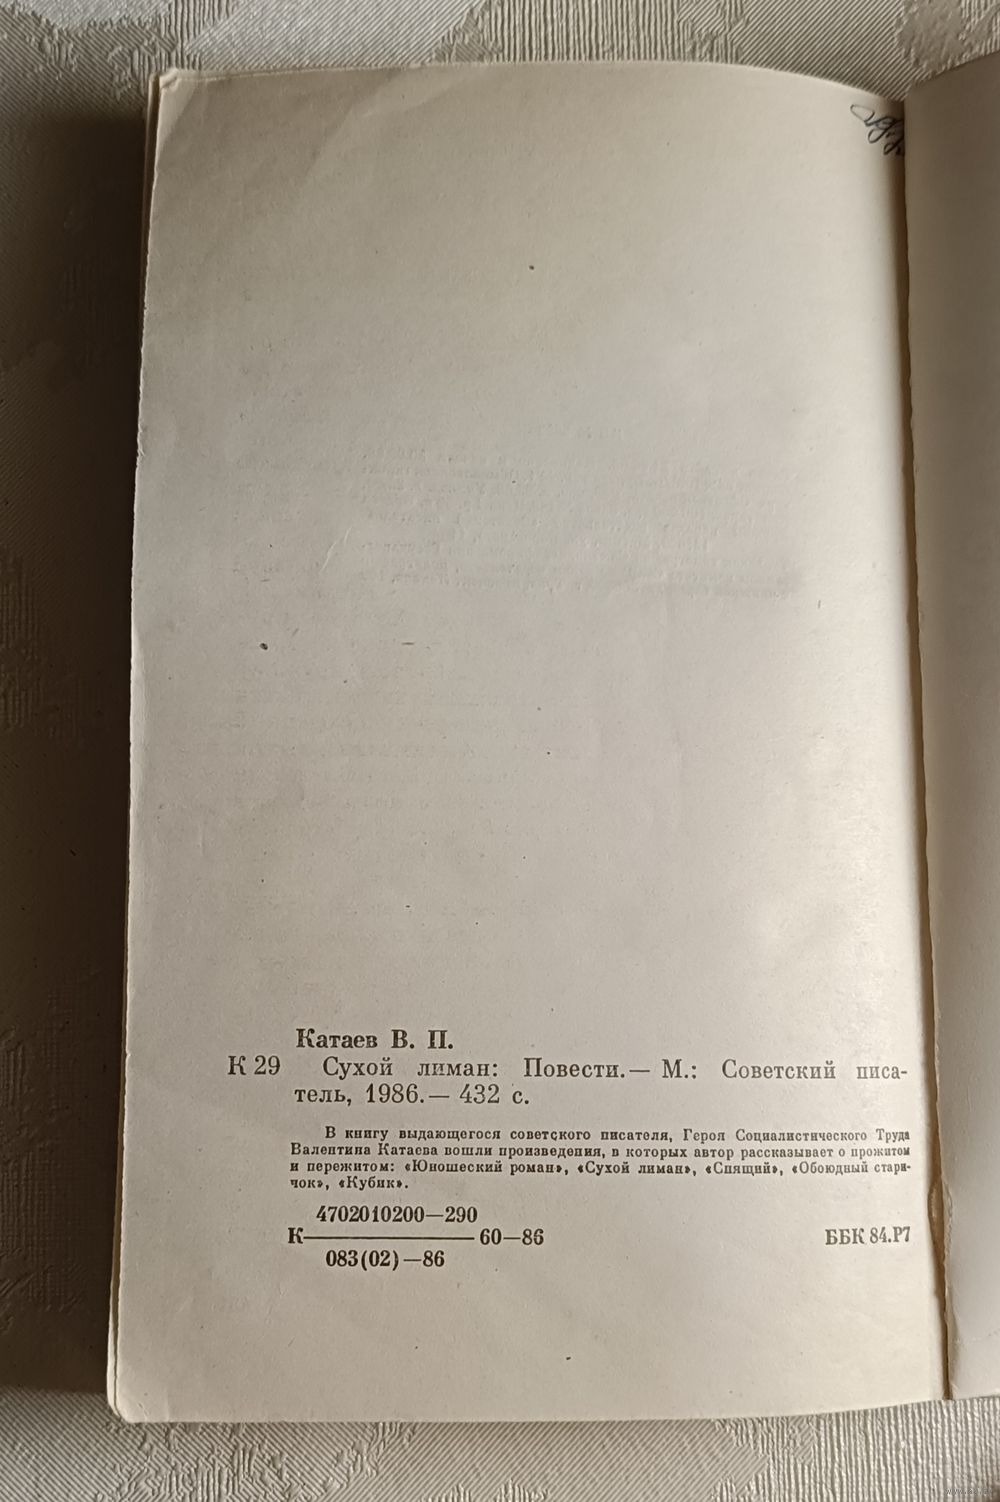 Катаев В. П.
К 29 Сухой лиман: Повести.— М.: Советский писа-
тель, 1986.— 432 с.
В книгу выдающегося советского писателя, Героя Социалистического Труда
Валентина Катаева вошли произведения, в которых автор рассказывает о прожитом
и пережитом: «Юношеский роман», «Сухой лиман», «Спящий», «Обоюдный стари-
чок», «Кубик».
4702010200—290
К 60—86 ББК 84.Р7
083(02)—86